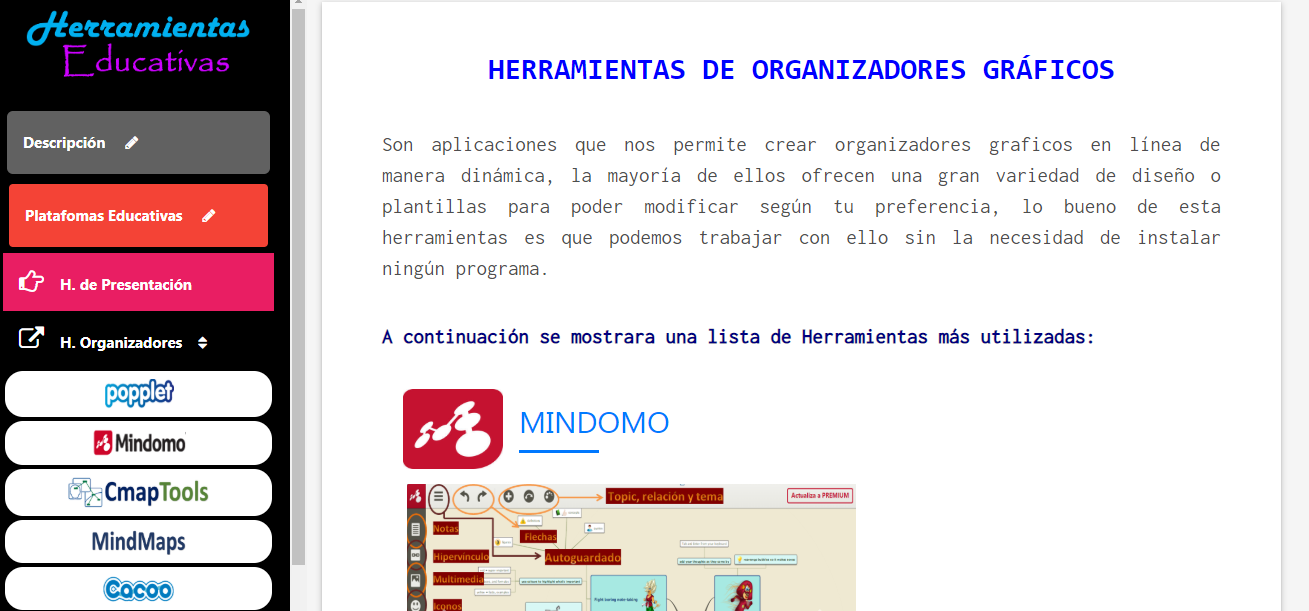 Herramientas
Educativas
Descripción
Platafomas Educativas
H. de Presentación
H. Organizadores
popplet
Mindomo
CmapTools
MindMaps
Cacoo
HERRAMIENTAS DE ORGANIZADORES GRÁFICOS
Son aplicaciones que nos permite crear organizadores graficos en línea de
manera dinámica, la mayoría de ellos ofrecen una gran variedad de diseño o
plantillas para poder modificar según tu preferencia, lo bueno de esta
herramientas es que podemos trabajar con ello sin la necesidad de instalar
ningún programa.
A continuación se mostrara una lista de Herramientas más utilizadas:
MINDOMO
Topic, relación y tema
Actualiza a PREMIUM
Notas
Flechas
Hipervínculo
Autoguardado
Multimedia
Iconos